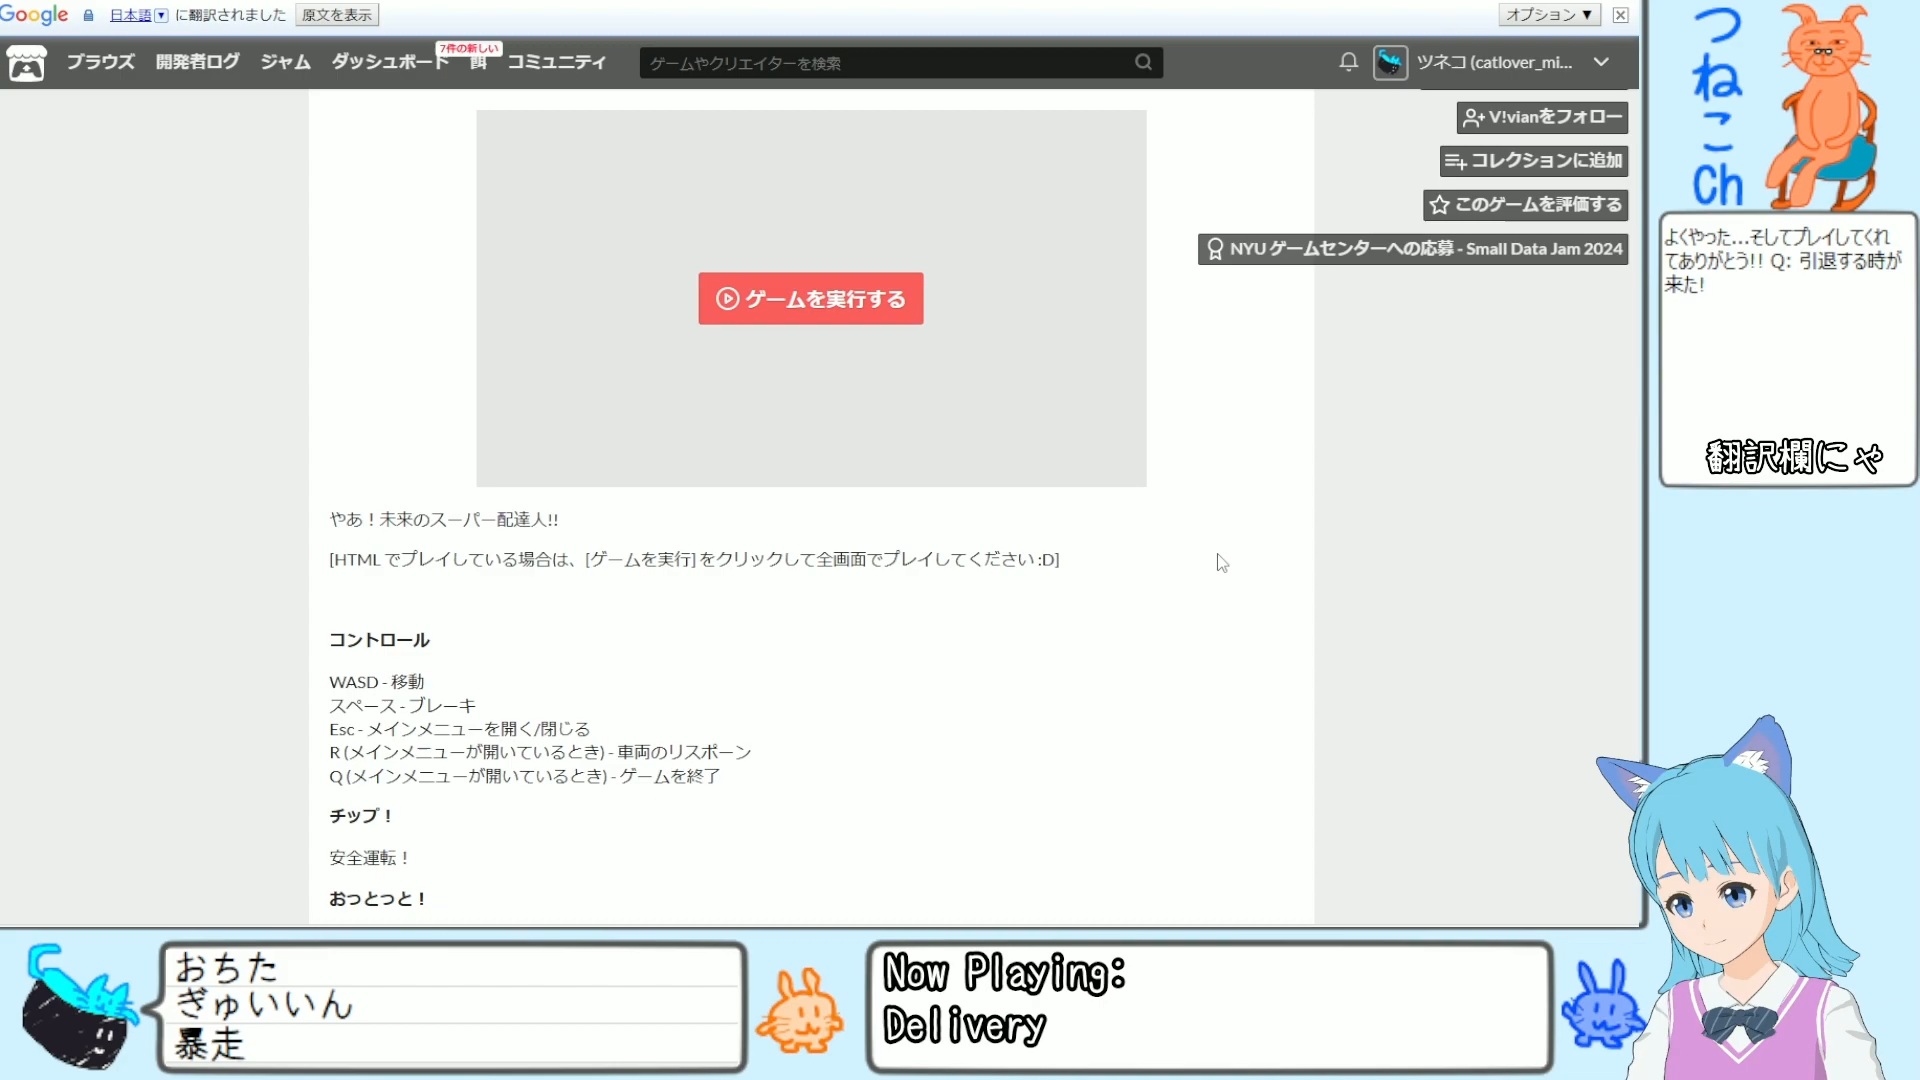 Google 日本語▼ に翻訳されました 原文を表示 オプション ▼
ブラウズ 開発者ログ ジャム ダッシュボード 餌 コミュニティ
7件の新しい
ゲームやクリエイターを検索
ツネコ (catlover_mi...
V!vianをフォロー
コレクションに追加
このゲームを評価する
NYU ゲームセンターへの応募 - Small Data Jam 2024
ゲームを実行する
やあ！未来のスーパー配達人!!
[HTML でプレイしている場合は、[ゲームを実行] をクリックして全画面でプレイしてください :D]
コントロール
WASD - 移動
スペース - ブレーキ
Esc - メインメニューを開く/閉じる
R (メインメニューが開いているとき) - 車両のリスポーン
Q (メインメニューが開いているとき) - ゲームを終了
チップ！
安全運転！
おっとっと！
つねこCh
よくやった...そしてプレイしてくれ
てありがとう!! Q: 引退する時が
来た!
翻訳欄にゃ
おちた
ぎゅいいん
暴走
Now Playing:
Delivery